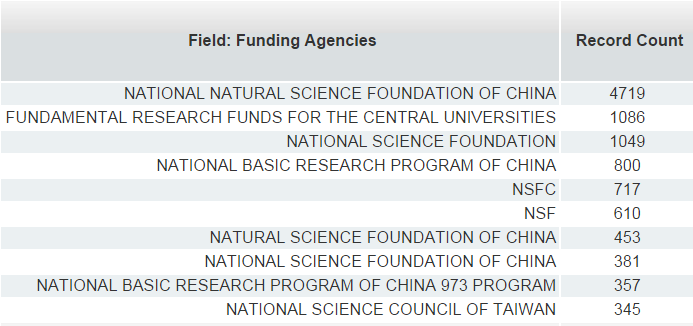 Field: Funding Agencies Record Count
NATIONAL NATURAL SCIENCE FOUNDATION OF CHINA 4719
FUNDAMENTAL RESEARCH FUNDS FOR THE CENTRAL UNIVERSITIES 1086
NATIONAL SCIENCE FOUNDATION 1049
NATIONAL BASIC RESEARCH PROGRAM OF CHINA 800
NSFC 717
NSF 610
NATURAL SCIENCE FOUNDATION OF CHINA 453
NATIONAL SCIENCE FOUNDATION OF CHINA 381
NATIONAL BASIC RESEARCH PROGRAM OF CHINA 973 PROGRAM 357
NATIONAL SCIENCE COUNCIL OF TAIWAN 345